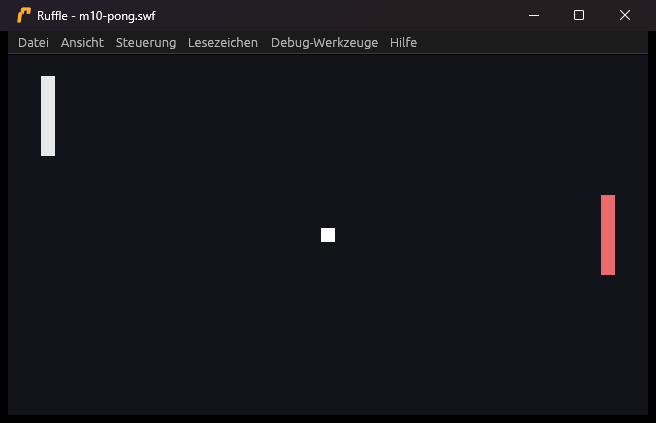 Ruffle - m10-pong.swf
Datei Ansicht Steuerung Lesezeichen Debug-Werkzeuge Hilfe